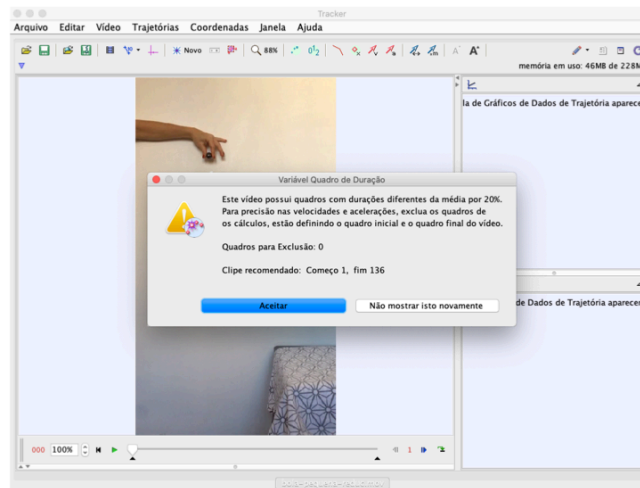 Tracker
Arquivo Editar Vídeo Trajetórias Coordenadas Janela Ajuda
Novo 88%
memória em uso: 46MB de 228M
la de Gráficos de Dados de Trajetória aparece
Variável Quadro de Duração
Este vídeo possui quadros com durações diferentes da média por 20%.
Para precisão nas velocidades e acelerações, exclua os quadros de
os cálculos, estão definindo o quadro inicial e o quadro final do vídeo.
Quadros para Exclusão: 0
Clipe recomendado: Começo 1, fim 136
Aceitar Não mostrar isto novamente
de Dados de Trajetória aparece
000 100% 1